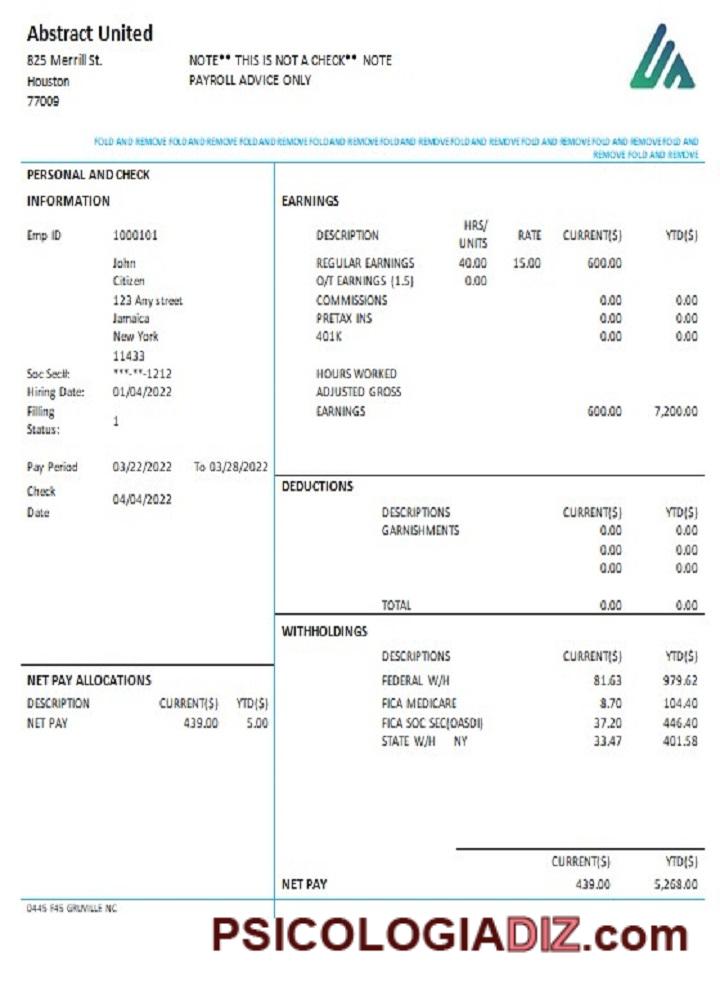 Abstract United
825 Merrill St.
Houston
77009
NOTE** THIS IS NOT A CHECK** NOTE
PAYROLL ADVICE ONLY
FOLD AND REMOVE FOLD AND REMOVE FOLD AND REMOVE FOLD AND REMOVE FOLD AND REMOVE FOLD AND REMOVE FOLD AND REMOVE FOLD AND
REMOVE FOLD AND REMOVE
PERSONAL AND CHECK
INFORMATION
Emp ID 1000101
John
Citizen
123 Any street
Jamaica
New York
11433
Soc Sec#: ***-**-1212
Hiring Date: 01/04/2022
Filling
Status: 1
Pay Period 03/22/2022 To 03/28/2022
Check
Date 04/04/2022
NET PAY ALLOCATIONS
DESCRIPTION CURRENT($) YTD($)
NET PAY 439.00 5.00
EARNINGS
DESCRIPTION HRS/ UNITS RATE CURRENT($) YTD($)
REGULAR EARNINGS 40.00 15.00 600.00
O/T EARNINGS (1.5) 0.00
COMMISSIONS 0.00 0.00
PRETAX INS 0.00 0.00
401K 0.00 0.00
HOURS WORKED
ADJUSTED GROSS
EARNINGS 600.00 7,200.00
DEDUCTIONS
DESCRIPTIONS CURRENT($) YTD($)
GARNISHMENTS 0.00 0.00
0.00 0.00
0.00 0.00
TOTAL 0.00 0.00
WITHHOLDINGS
DESCRIPTIONS CURRENT($) YTD($)
FEDERAL W/H 81.63 979.62
FICA MEDICARE 8.70 104.40
FICA SOC SEC(OASDI) 37.20 446.40
STATE W/H NY 33.47 401.58
CURRENT($) YTD($)
NET PAY 439.00 5,268.00
0445 F45 GRUVILLE NC
PSICOLOGIADIZ.com